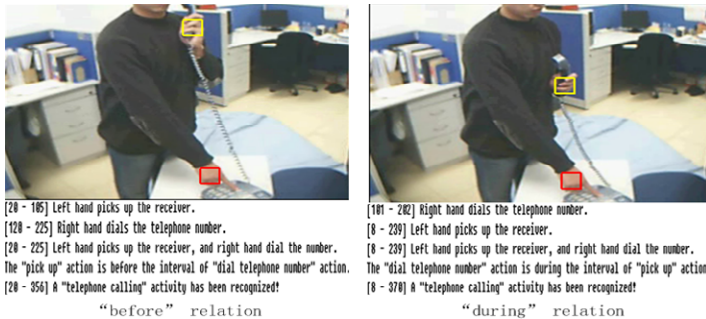 [20 - 105] Left hand picks up the receiver.
[120 - 225] Right hand dials the telephone number.
[20 - 225] Left hand picks up the receiver, and right hand dial the number.
The "pick up" action is before the interval of "dial telephone number" action.
[20 - 356] A "telephone calling" activity has been recognized!
“before” relation
[101 - 202] Right hand dials the telephone number.
[8 - 239] Left hand picks up the receiver.
[8 - 239] Left hand picks up the receiver, and right hand dials the number.
The "dial telephone number" action is during the interval of "pick up" action
[8 - 370] A "telephone calling" activity has been recognized!
“during” relation